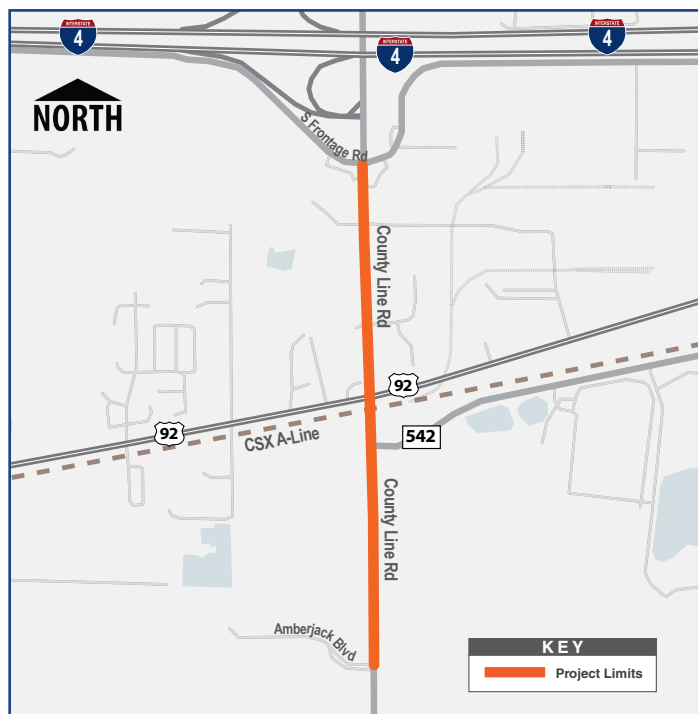 INTERSTATE
4
INTERSTATE
4
INTERSTATE
4
NORTH
S Frontage Rd
County Line Rd
92
92
CSX A-Line
542
County Line Rd
Amberjack Blvd
KEY
Project Limits